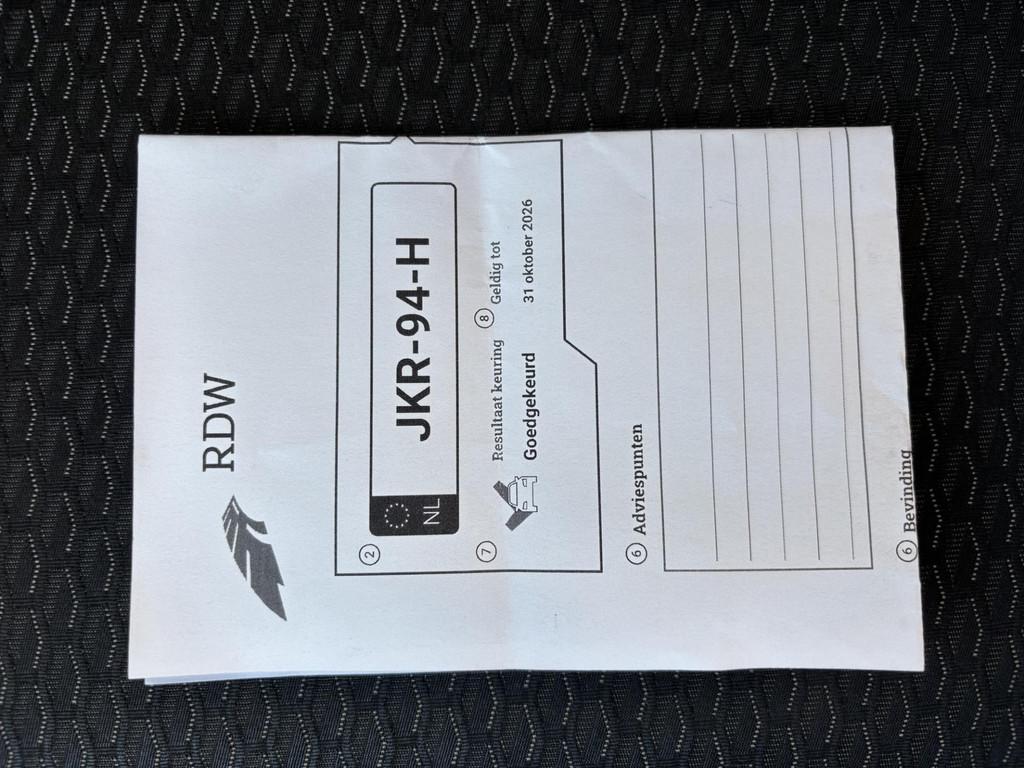 RDW
2
NL
JKR-94-H
7 Resultaat keuring
Goedgekeurd
8 Geldig tot
31 oktober 2026
6 Adviespunten
6 Bevinding